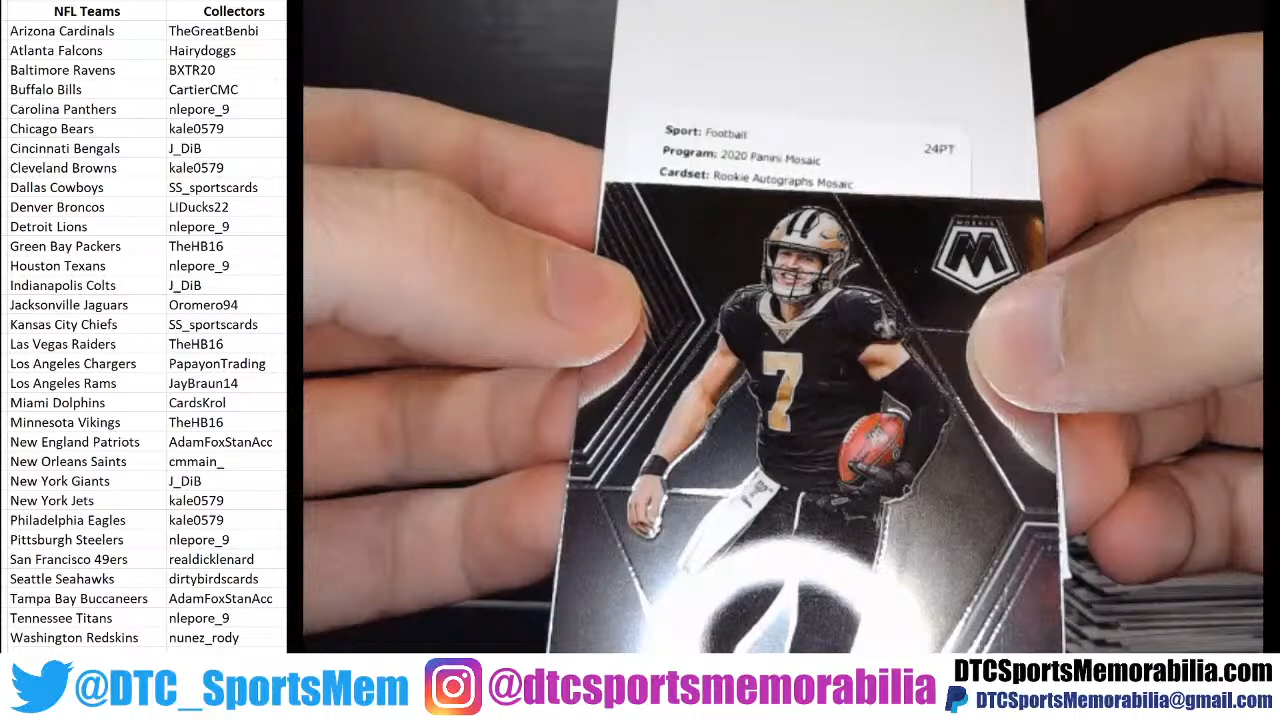 NFL Teams Collectors
Arizona Cardinals TheGreatBenbi
Atlanta Falcons Hairydoggs
Baltimore Ravens BXTR20
Buffalo Bills CartierCMC
Carolina Panthers nlepore_9
Chicago Bears kale0579
Cincinnati Bengals J_DiB
Cleveland Browns kale0579
Dallas Cowboys SS_sportscards
Denver Broncos LIDucks22
Detroit Lions nlepore_9
Green Bay Packers TheHB16
Houston Texans nlepore_9
Indianapolis Colts J_DiB
Jacksonville Jaguars Oromero94
Kansas City Chiefs SS_sportscards
Las Vegas Raiders TheHB16
Los Angeles Chargers PapayonTrading
Los Angeles Rams JayBraun14
Miami Dolphins CardsKrol
Minnesota Vikings TheHB16
New England Patriots AdamFoxStanAcc
New Orleans Saints cmmain_
New York Giants J_DiB
New York Jets kale0579
Philadelphia Eagles kale0579
Pittsburgh Steelers nlepore_9
San Francisco 49ers realdicklenard
Seattle Seahawks dirtybirdscards
Tampa Bay Buccaneers AdamFoxStanAcc
Tennessee Titans nlepore_9
Washington Redskins nunez_rody
Sport: Football
24PT
Program: 2020 Panini Mosaic
Cardset: Rookie Autographs Mosaic
MOSAIC
M
7
@DTC_SportsMem
@dtcsportsmemorabilia
DTCSportsMemorabilia.com
DTCSportsMemorabilia@gmail.com